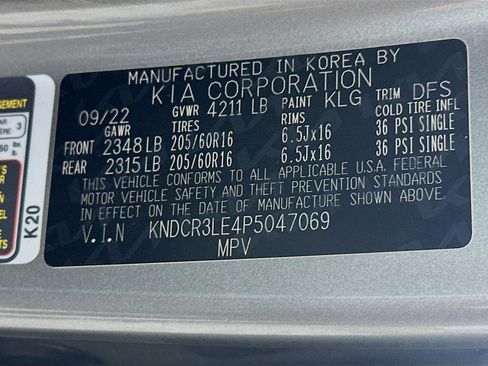 MANUFACTURED IN KOREA BY
KIA CORPORATION
09/22 GVWR 4211 LB PAINT KLG TRIM DFS
GAWR TIRES RIMS COLD TIRE INFL
FRONT 2348 LB 205/60R16 6.5Jx16 36 PSI SINGLE
REAR 2315 LB 205/60R16 6.5Jx16 36 PSI SINGLE
THIS VEHICLE CONFORMS TO ALL APPLICABLE U.S.A. FEDERAL
MOTOR VEHICLE SAFETY AND THEFT PREVENTION STANDARDS
IN EFFECT ON THE DATE OF MANUFACTURE SHOWN ABOVE.
V.I.N KNDCR3LE4P5047069
MPV
K20
3